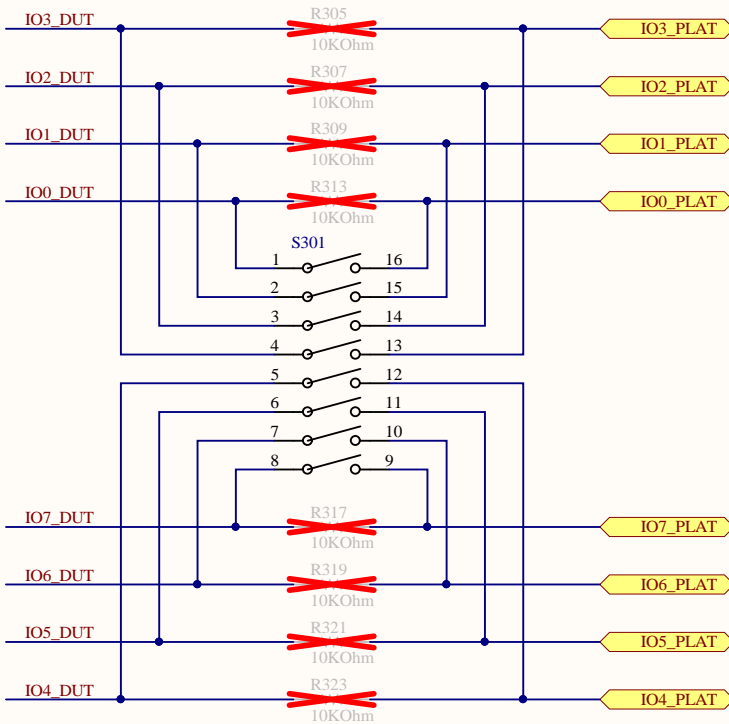 R305
IO3_DUT
IO3_PLAT
10KOhm
R307
IO2_DUT
IO2_PLAT
10KOhm
R309
IO1_DUT
IO1_PLAT
10KOhm
R313
IO0_DUT
IO0_PLAT
10KOhm
S301
1 16
2 15
3 14
4 13
5 12
6 11
7 10
8 9
R317
IO7_DUT
IO7_PLAT
10KOhm
R319
IO6_DUT
IO6_PLAT
10KOhm
R321
IO5_DUT
IO5_PLAT
10KOhm
R323
IO4_DUT
IO4_PLAT
10KOhm